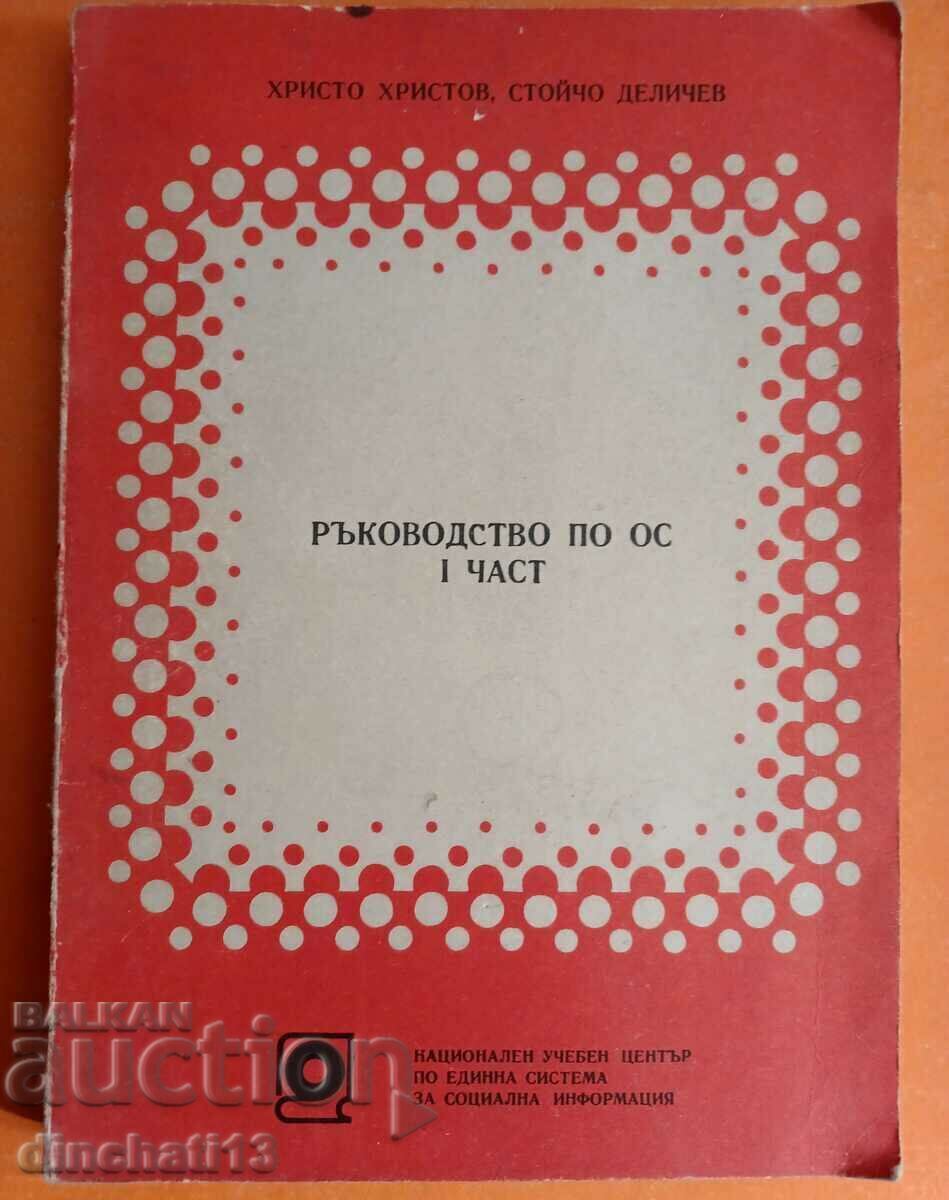 ХРИСТО ХРИСТОВ, СТОЙЧО ДЕЛИЧЕВ
РЪКОВОДСТВО ПО ОС
I ЧАСТ
НАЦИОНАЛЕН УЧЕБЕН ЦЕНТЪР
ПО ЕДИННА СИСТЕМА
ЗА СОЦИАЛНА ИНФОРМАЦИЯ
BALKAN
auction
dinchati13